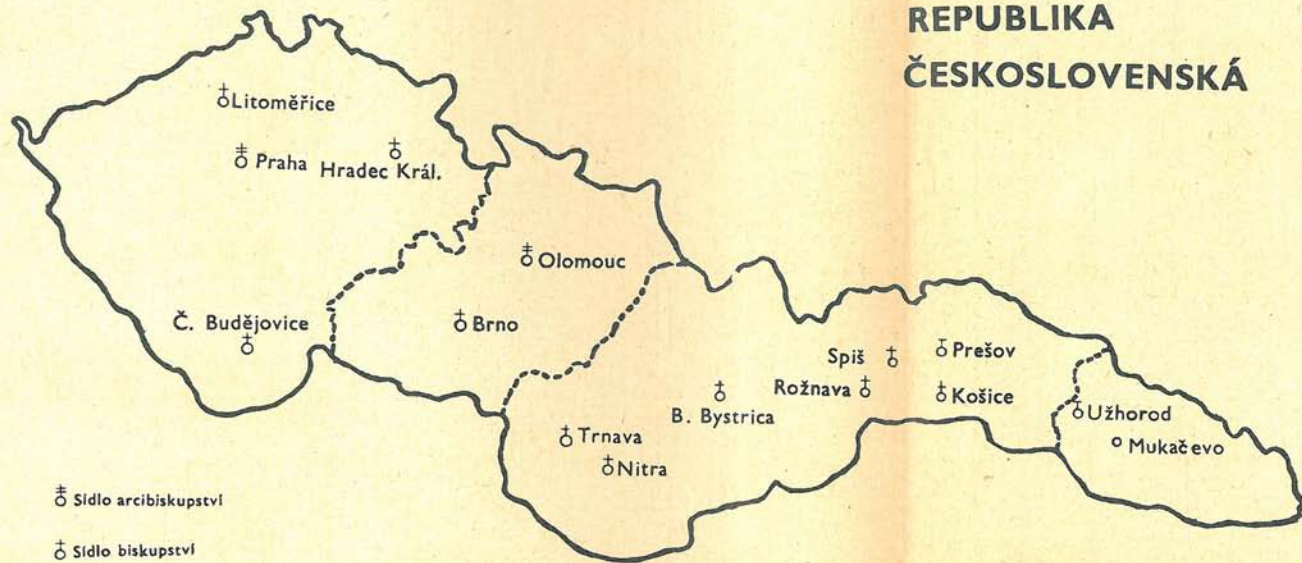 REPUBLIKA
ČESKOSLOVENSKÁ
Litoměřice
Praha
Hradec Král.
Olomouc
Č. Budějovice
Brno
Spiš
Prešov
Rožnava
Košice
B. Bystrica
Užhorod
Mukačevo
Trnava
Nitra
Sídlo arcibiskupství
Sídlo biskupství